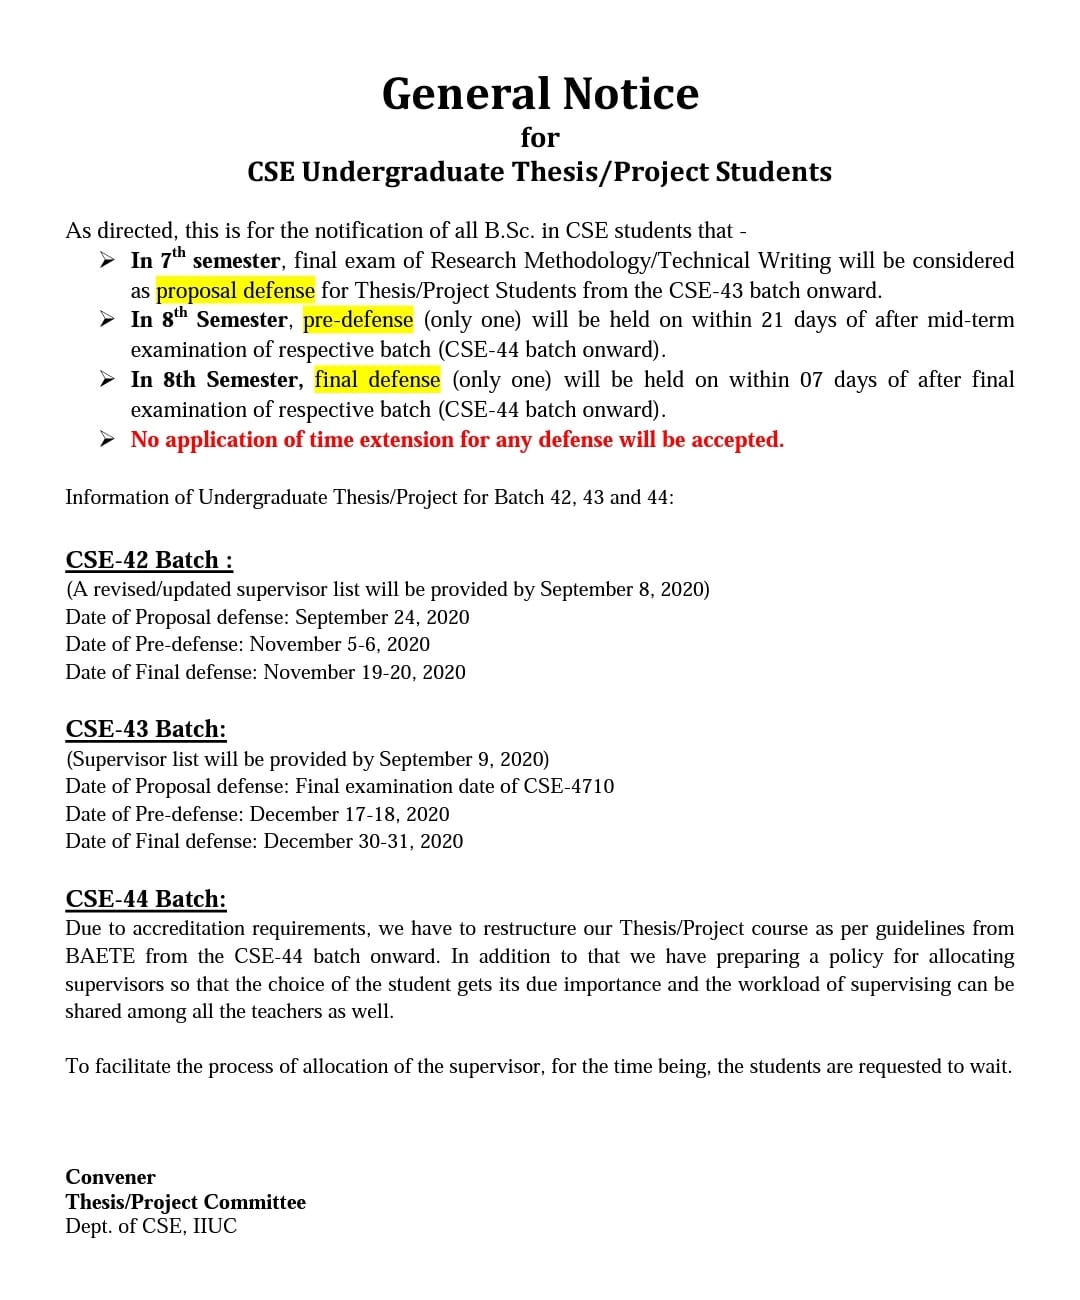 General Notice
for
CSE Undergraduate Thesis/Project Students
As directed, this is for the notification of all B.Sc. in CSE students that -
➢ In 7th semester, final exam of Research Methodology/Technical Writing will be considered
as proposal defense for Thesis/Project Students from the CSE-43 batch onward.
➢ In 8th Semester, pre-defense (only one) will be held on within 21 days of after mid-term
examination of respective batch (CSE-44 batch onward).
➢ In 8th Semester, final defense (only one) will be held on within 07 days of after final
examination of respective batch (CSE-44 batch onward).
➢ No application of time extension for any defense will be accepted.
Information of Undergraduate Thesis/Project for Batch 42, 43 and 44:
CSE-42 Batch :
(A revised/updated supervisor list will be provided by September 8, 2020)
Date of Proposal defense: September 24, 2020
Date of Pre-defense: November 5-6, 2020
Date of Final defense: November 19-20, 2020
CSE-43 Batch:
(Supervisor list will be provided by September 9, 2020)
Date of Proposal defense: Final examination date of CSE-4710
Date of Pre-defense: December 17-18, 2020
Date of Final defense: December 30-31, 2020
CSE-44 Batch:
Due to accreditation requirements, we have to restructure our Thesis/Project course as per guidelines from
BAETE from the CSE-44 batch onward. In addition to that we have preparing a policy for allocating
supervisors so that the choice of the student gets its due importance and the workload of supervising can be
shared among all the teachers as well.
To facilitate the process of allocation of the supervisor, for the time being, the students are requested to wait.
Convener
Thesis/Project Committee
Dept. of CSE, IIUC